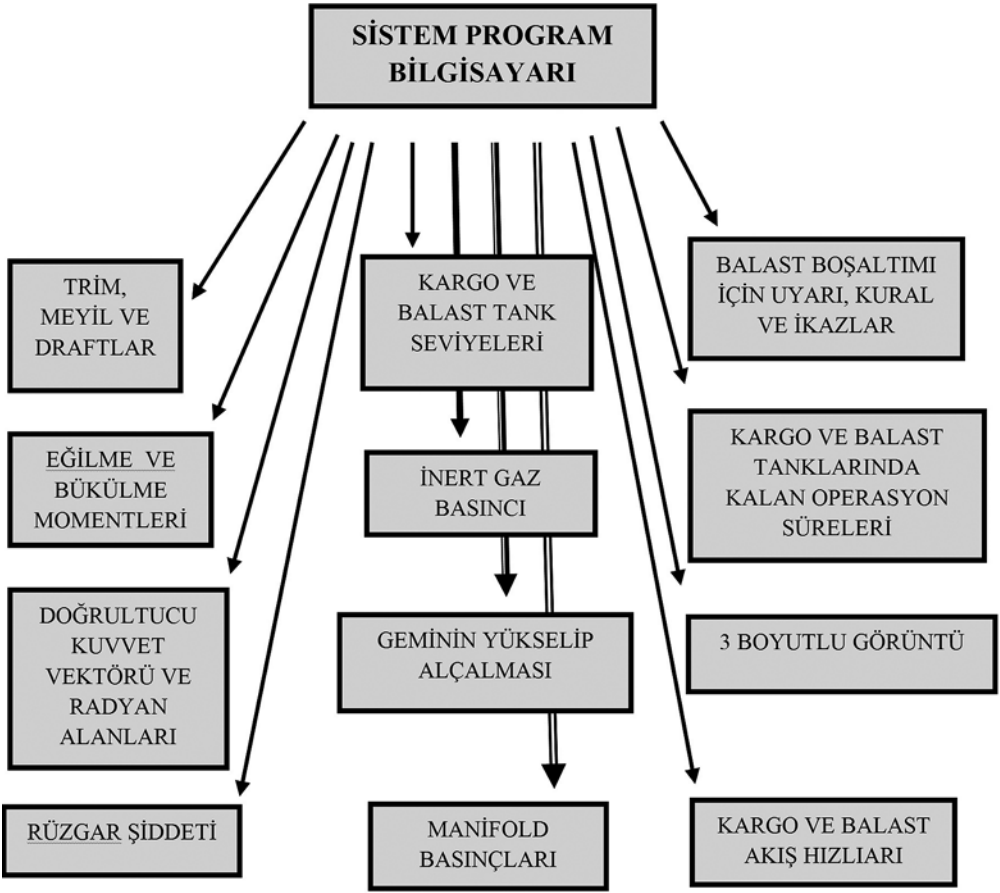 SİSTEM PROGRAM
BİLGİSAYARI
TRİM,
MEYİL VE
DRAFTLAR
EĞİLME VE
BÜKÜLME
MOMENTLERİ
DOĞRULTUCU
KUVVET
VEKTÖRÜ VE
RADYAN
ALANLARI
RÜZGAR ŞİDDETİ
KARGO VE
BALAST TANK
SEVİYELERİ
İNERT GAZ
BASINCI
GEMİNİN YÜKSELİP
ALÇALMASI
MANİFOLD
BASINÇLARI
BALAST BOŞALTIMI
İÇİN UYARI, KURAL
VE İKAZLAR
KARGO VE BALAST
TANKLARINDA
KALAN OPERASYON
SÜRELERİ
3 BOYUTLU GÖRÜNTÜ
KARGO VE BALAST
AKIŞ HIZLIARI